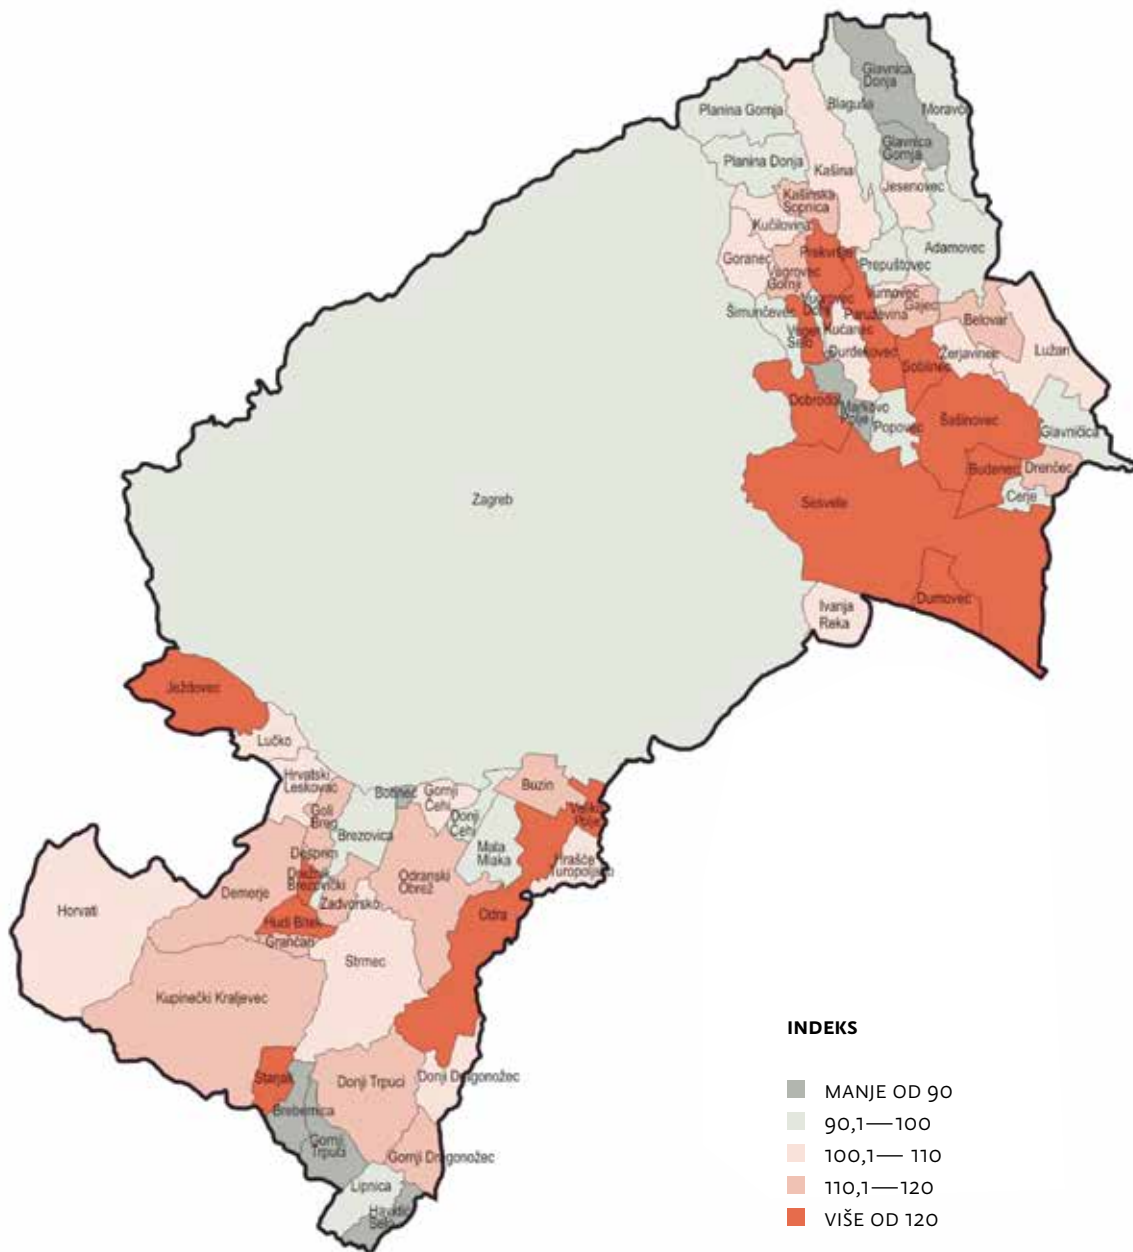 Glavnica
Donja
Blaguša
Moravče
Planina Gornja
Glavnica
Gornja
Planina Donja
Kašina
Jesenovec
Kašinska
Sopnica
Kučilovina
Adamovec
Goranec
Prekvršje
Prepuštovec
Vugrovec
Gornji
Vurnovec
Gajec
Vugrovec
Donji
Šimunčevec
Paruževina
Belovar
Kućanec
Vuger
Selo
Đurđekovec
Žerjavinec
Lužan
Soblinec
Dobrodol
Markovo
Polje
Popovec
Šašinovec
Glavničica
Budenec
Drenčec
Cerje
Zagreb
Sesvete
Dumovec
Ivanja
Reka
Ježdovec
Lučko
Hrvatski
Leskovac
Buzin
Botinec
Gornji
Čehi
Goli
Breg
Donji
Čehi
Veliko
Polje
Brezovica
Mala
Mlaka
Desprim
Hrašće
Turopoljsko
Drežnik
Brezovički
Odranski
Obrež
Demerje
Zadvorsko
Horvati
Hudi Bitek
Odra
Grančari
Strmec
Kupinečki Kraljevec
Starjak
Donji Trpuci
Donji Dragonožec
Brebernica
Gornji
Trpuci
Gornji Dragonožec
Lipnica
Havidić
Selo
INDEKS
MANJE OD 90
90,1—100
100,1— 110
110,1—120
VIŠE OD 120